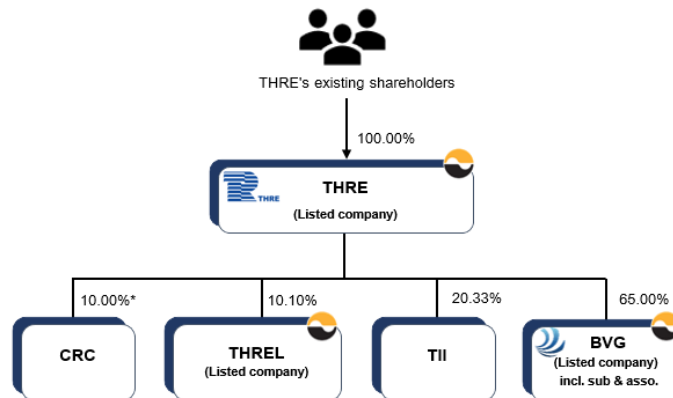 THRE's existing shareholders
100.00%
THRE
THRE
(Listed company)
10.00%*
10.10%
20.33%
65.00%
CRC
THREL
(Listed company)
TII
BVG
(Listed company)
incl. sub & asso.